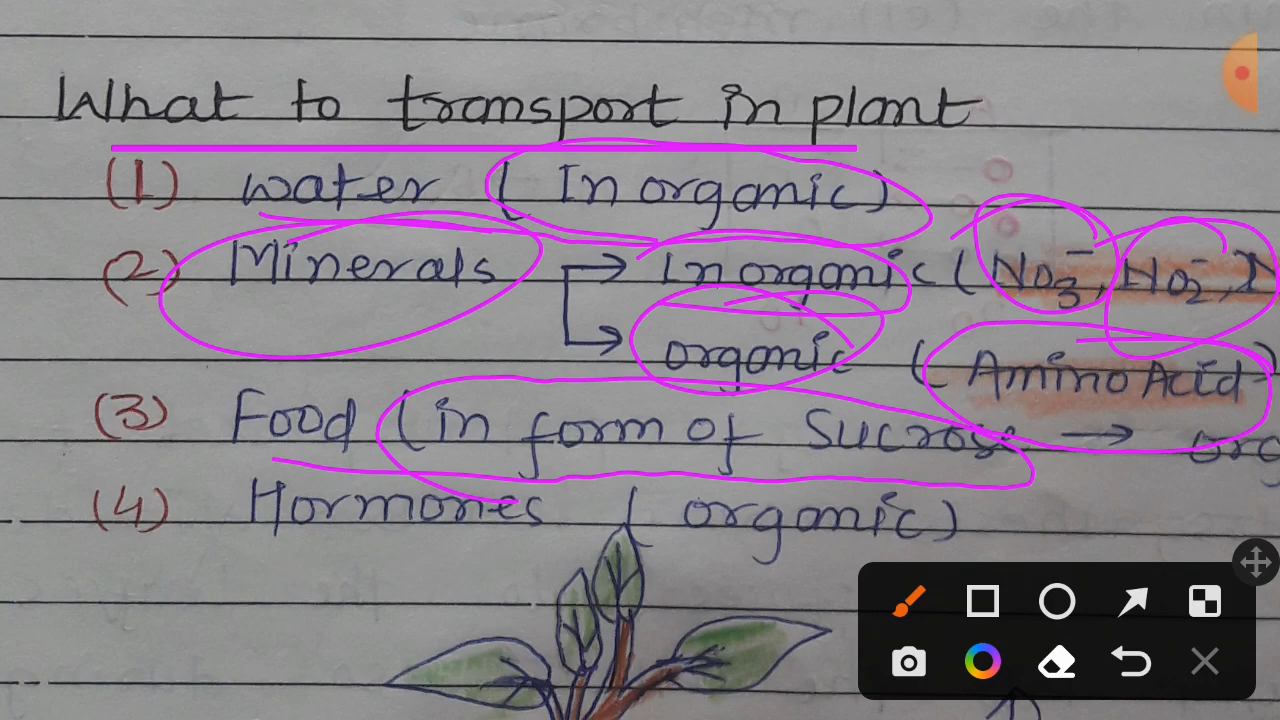 What to transport in plant
(1) water (Inorganic)
(2) Minerals → Inorganic (No₃⁻, No₂⁻, N
→ organic (Amino Acid)
(3) Food (in form of Sucrose → org
(4) Hormones (organic)